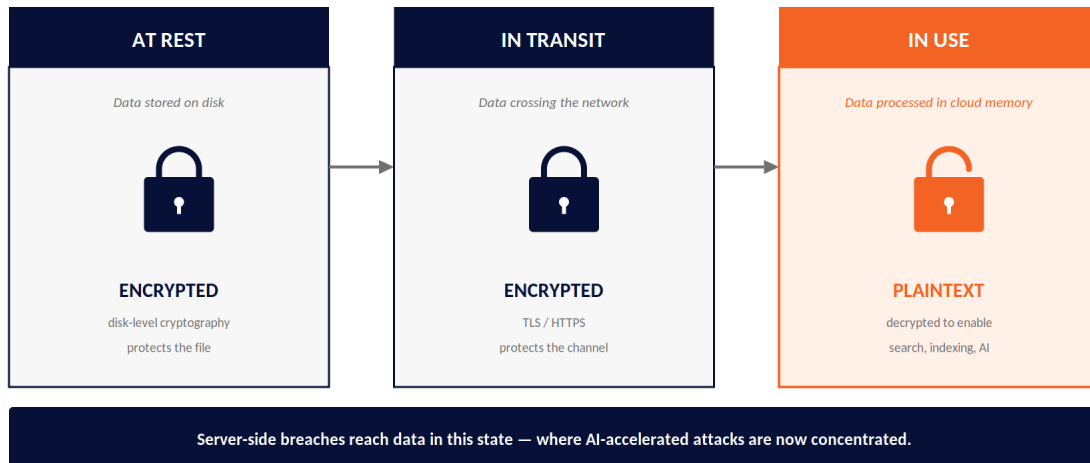 AT REST
Data stored on disk
ENCRYPTED
disk-level cryptography
protects the file
IN TRANSIT
Data crossing the network
ENCRYPTED
TLS / HTTPS
protects the channel
IN USE
Data processed in cloud memory
PLAINTEXT
decrypted to enable
search, indexing, AI
Server-side breaches reach data in this state — where AI-accelerated attacks are now concentrated.